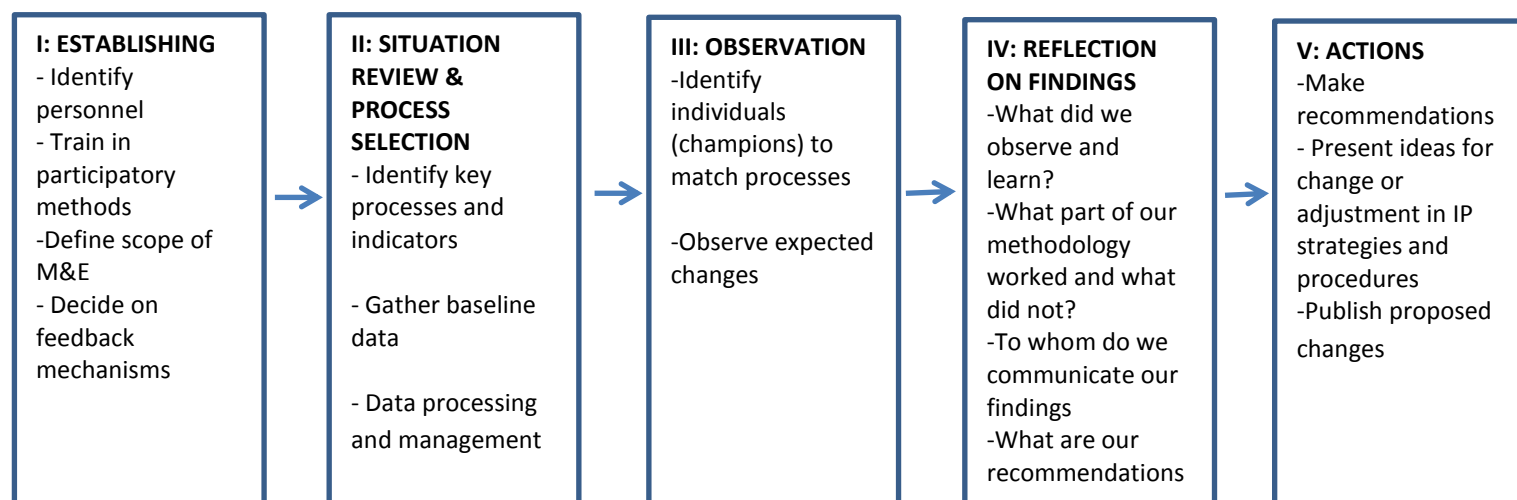 I: ESTABLISHING
- Identify
personnel
- Train in
participatory
methods
-Define scope of
M&E
- Decide on
feedback
mechanisms
II: SITUATION
REVIEW &
PROCESS
SELECTION
- Identify key
processes and
indicators
- Gather baseline
data
- Data processing
and management
III: OBSERVATION
-Identify
individuals
(champions) to
match processes
-Observe expected
changes
IV: REFLECTION
ON FINDINGS
-What did we
observe and
learn?
-What part of our
methodology
worked and what
did not?
-To whom do we
communicate our
findings
-What are our
recommendations
V: ACTIONS
-Make
recommendations
- Present ideas for
change or
adjustment in IP
strategies and
procedures
-Publish proposed
changes